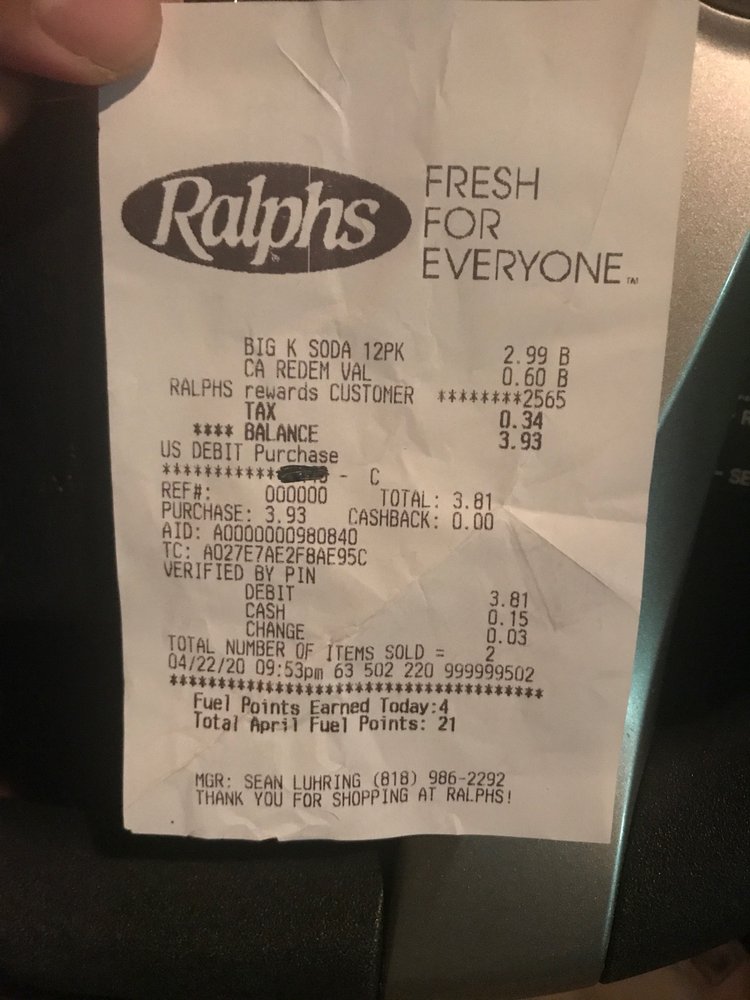 Ralphs
FRESH
FOR
EVERYONE™
BIG K SODA 12PK 2.99 B
CA REDEM VAL 0.60 B
RALPHS rewards CUSTOMER ********2565
TAX 0.34
**** BALANCE 3.93
US DEBIT Purchase
************ - C
REF#: 000000 TOTAL: 3.81
PURCHASE: 3.93 CASHBACK: 0.00
AID: A0000000980840
TC: A027E7AE2F8AE95C
VERIFIED BY PIN
DEBIT 3.81
CASH 0.15
CHANGE 0.03
TOTAL NUMBER OF ITEMS SOLD = 2
04/22/20 09:53pm 63 502 220 999999502
****************************************
Fuel Points Earned Today:4
Total April Fuel Points: 21
MGR: SEAN LUHRING (818) 986-2292
THANK YOU FOR SHOPPING AT RALPHS!